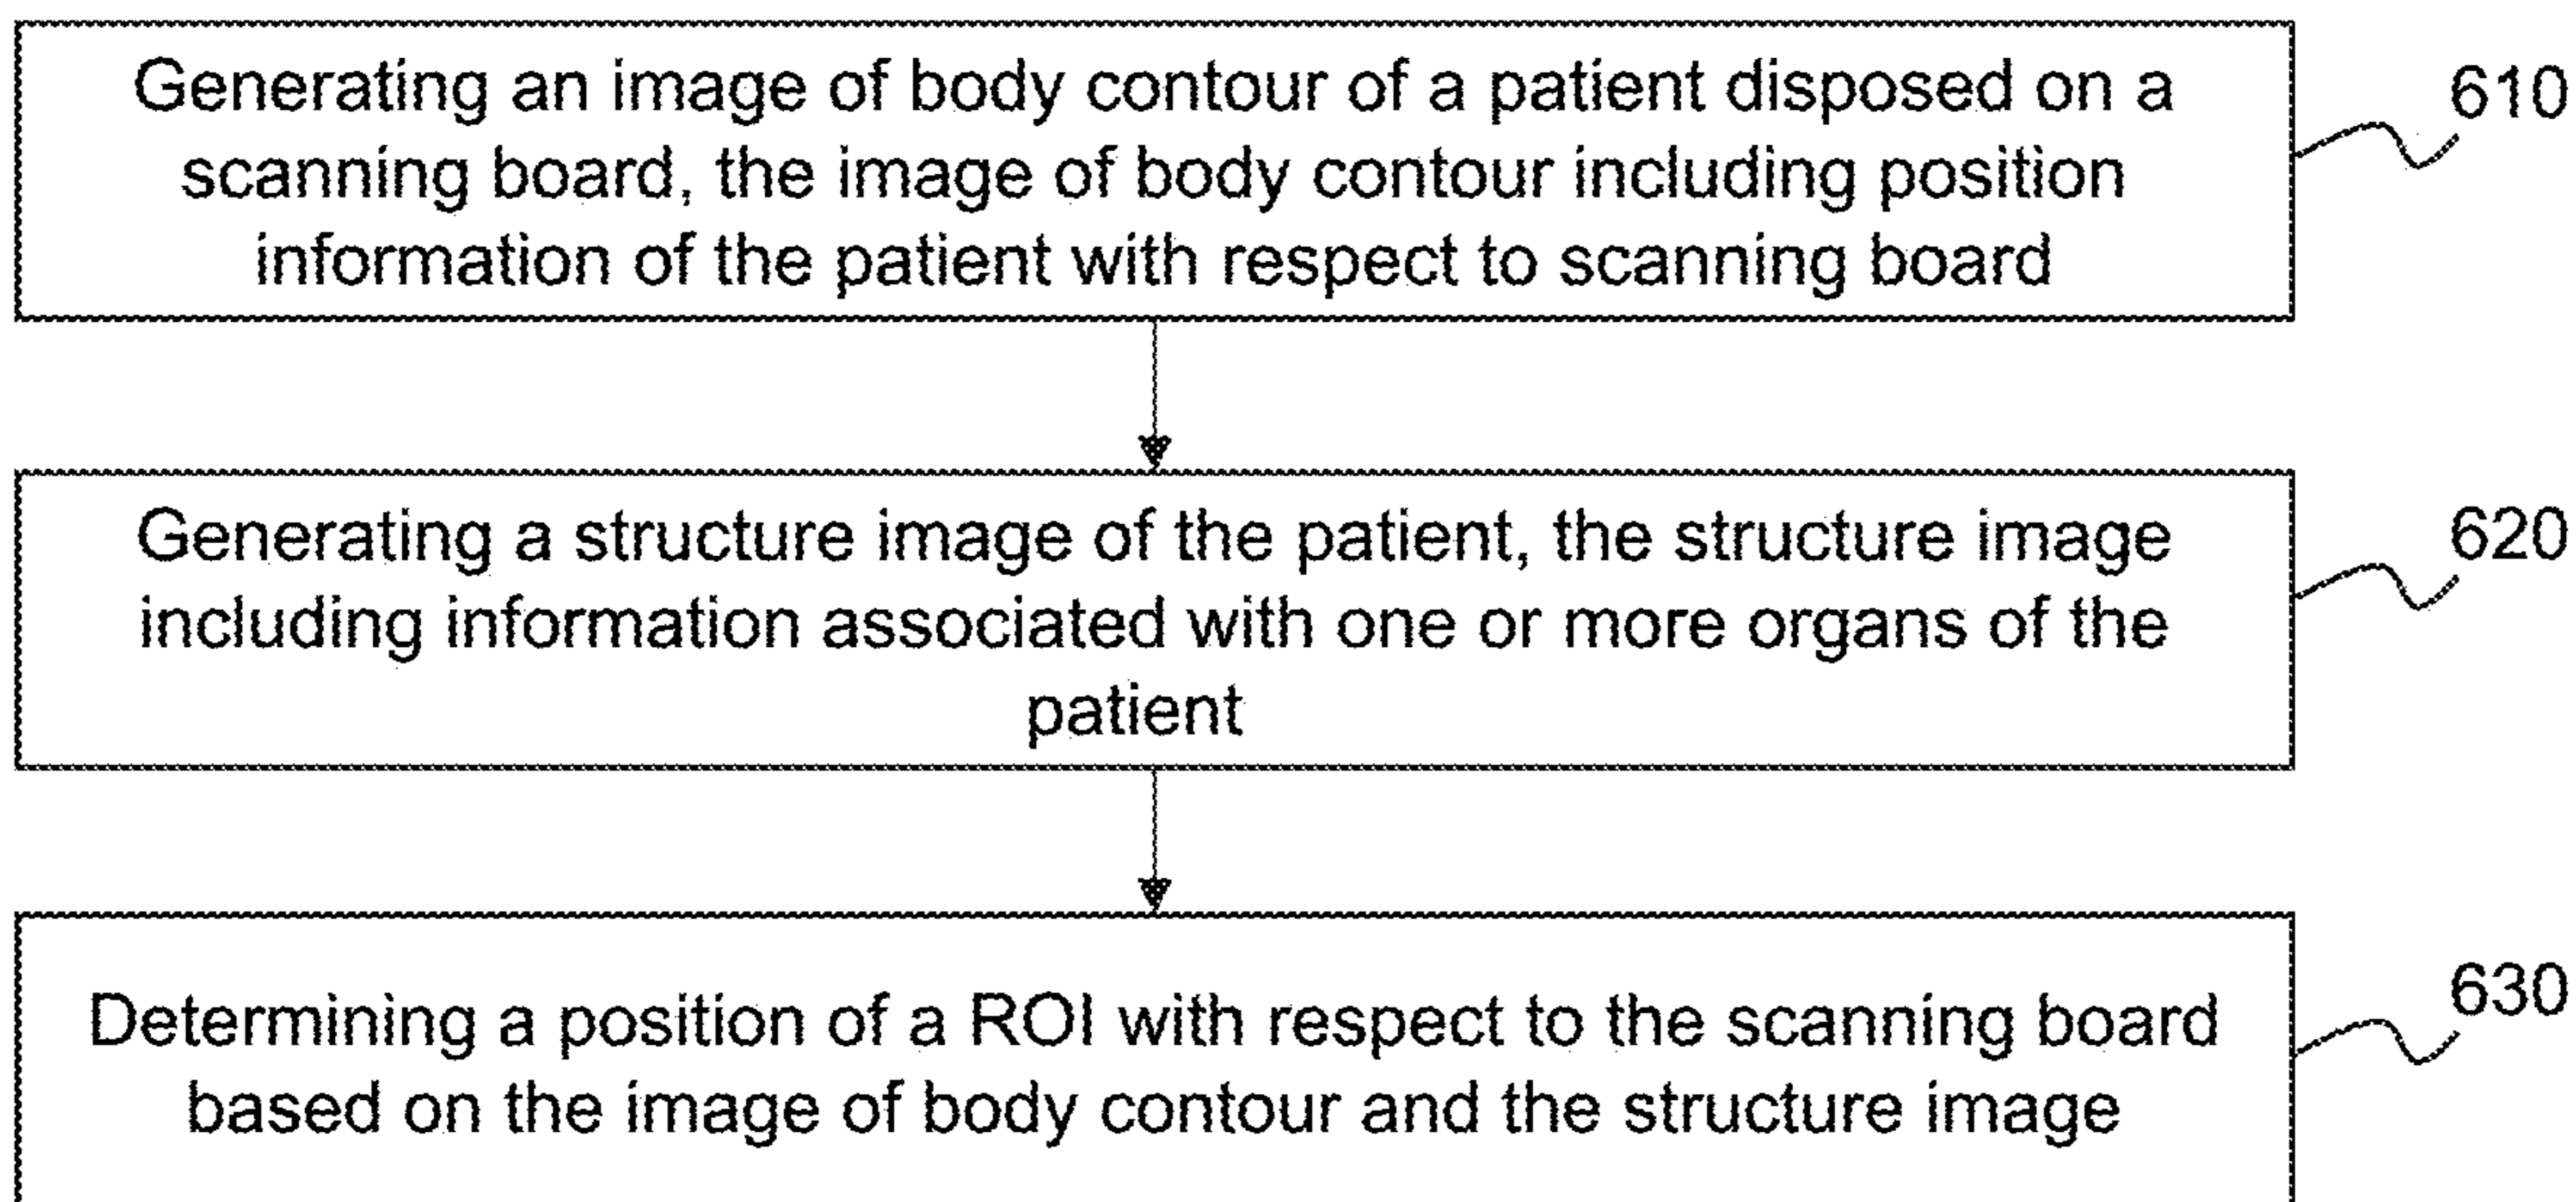 Generating an image of body contour of a patient disposed on a
scanning board, the image of body contour including position
information of the patient with respect to scanning board
610
Generating a structure image of the patient, the structure image
including information associated with one or more organs of the
patient
620
Determining a position of a ROI with respect to the scanning board
based on the image of body contour and the structure image
630